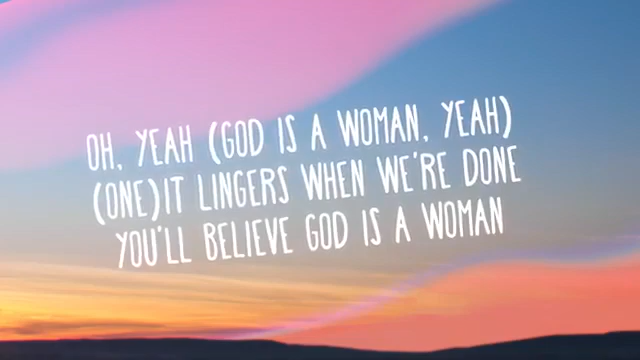 OH, YEAH (GOD IS A WOMAN, YEAH)
(ONE)IT LINGERS WHEN WE'RE DONE
YOU'LL BELIEVE GOD IS A WOMAN